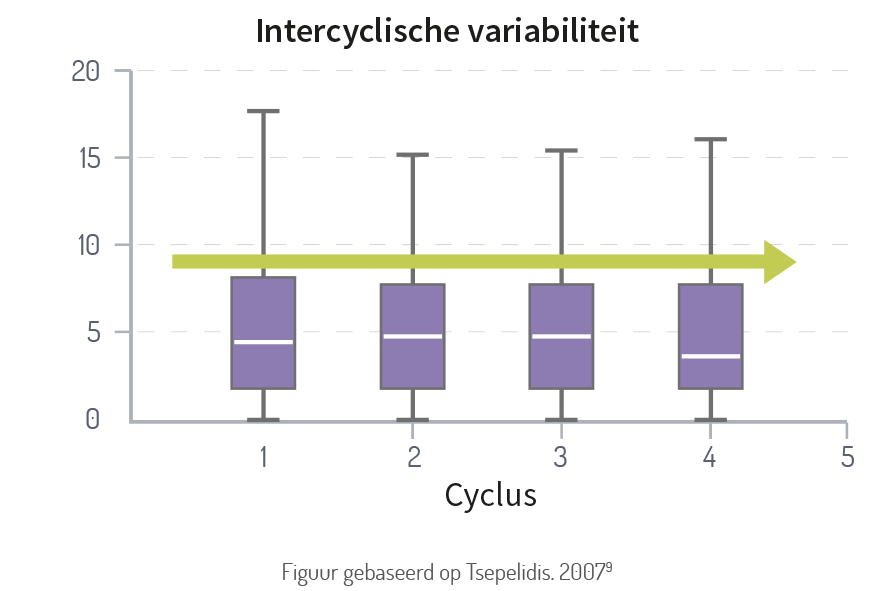 Intercyclische variabiliteit
20
15
10
5
0
1 2 3 4 5
Cyclus
Figuur gebaseerd op Tsepelidis. 2007⁹